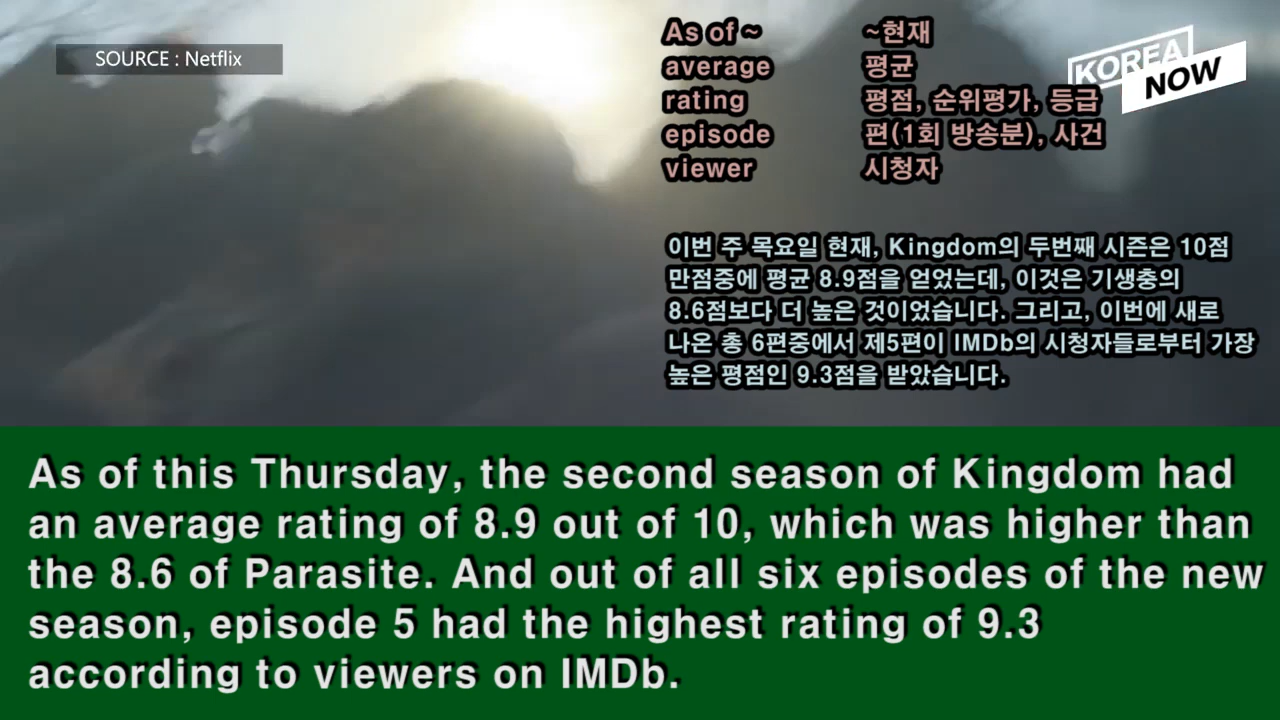 SOURCE : Netflix
KOREA
NOW
As of ~ ~현재
average 평균
rating 평점, 순위평가, 등급
episode 편(1회 방송분), 사건
viewer 시청자
이번 주 목요일 현재, Kingdom의 두번째 시즌은 10점
만점중에 평균 8.9점을 얻었는데, 이것은 기생충의
8.6점보다 더 높은 것이었습니다. 그리고, 이번에 새로
나온 총 6편중에서 제5편이 IMDb의 시청자들로부터 가장
높은 평점인 9.3점을 받았습니다.
As of this Thursday, the second season of Kingdom had
an average rating of 8.9 out of 10, which was higher than
the 8.6 of Parasite. And out of all six episodes of the new
season, episode 5 had the highest rating of 9.3
according to viewers on IMDb.